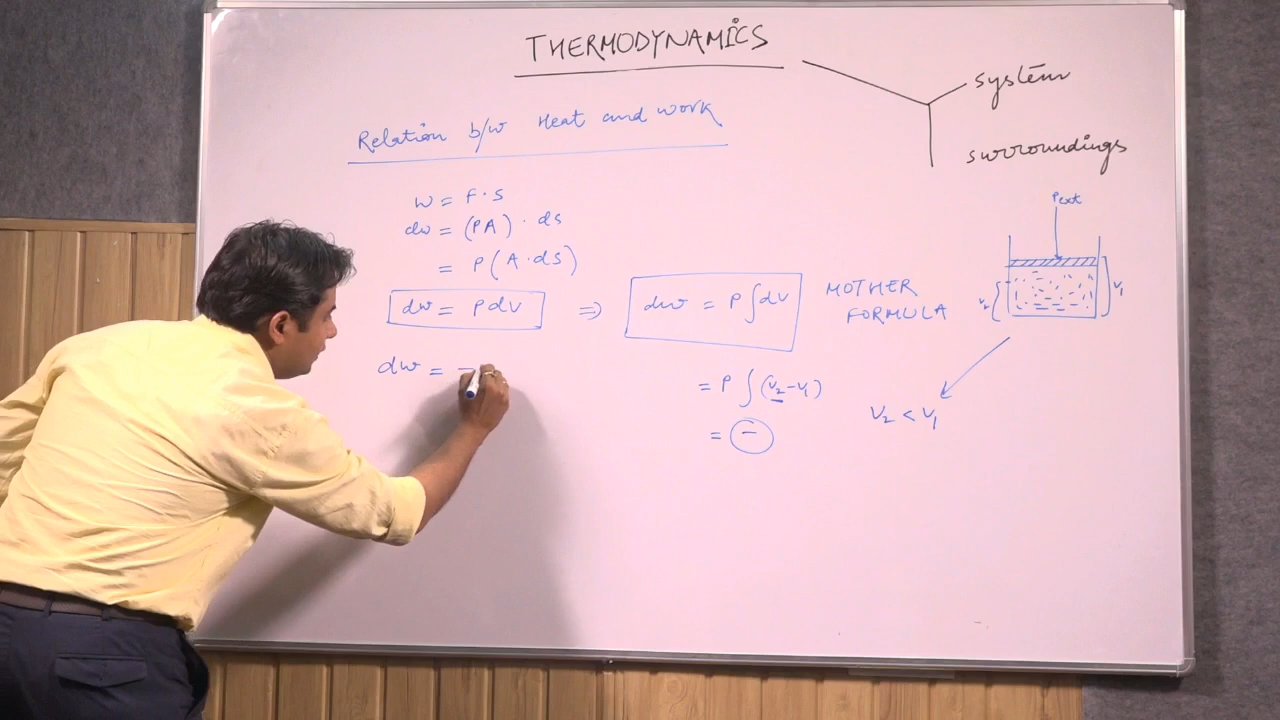 THERMODYNAMICS
system
surroundings
Relation b/w Heat and work
w = F · s
dw = (PA) · ds
= P(A · ds)
dw = PdV ⇒ dw = P∫dV MOTHER FORMULA
dw = -
= P∫(V₂-V₁)
= -
Pext
V₂
V₁
V₂ < V₁